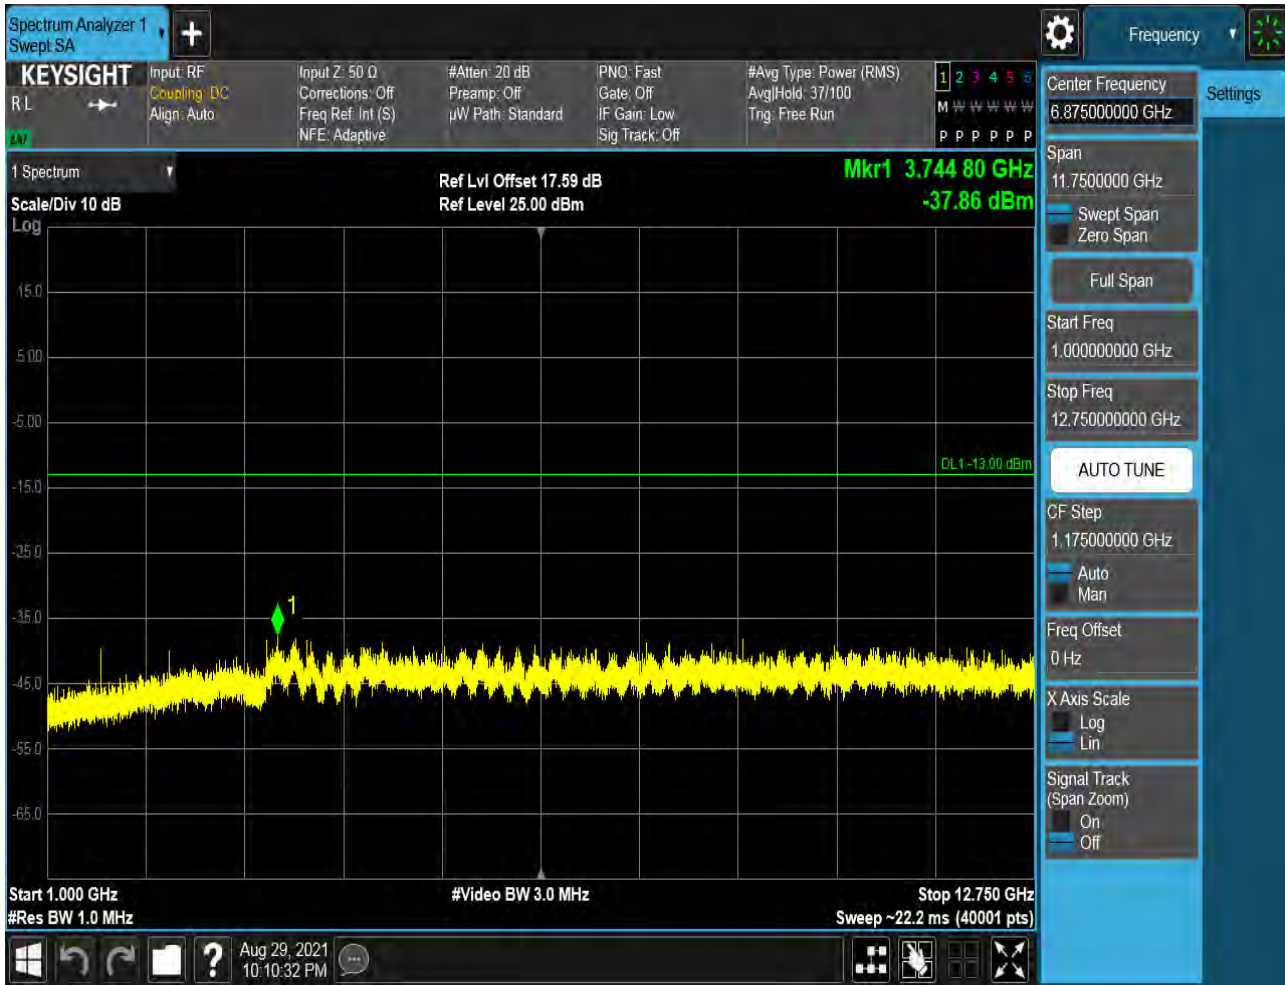 Spectrum Analyzer 1
Swept SA
Frequency
KEYSIGHT
RL
Input: RF
Coupling: DC
Align: Auto
Input Z: 50 Ω
Corrections: Off
Freq Ref: Int (S)
NFE: Adaptive
#Atten: 20 dB
Preamp: Off
µW Path: Standard
PNO: Fast
Gate: Off
IF Gain: Low
Sig Track: Off
#Avg Type: Power (RMS)
Avg|Hold: 37/100
Trig: Free Run
1 2 3 4 5 6
M W W W W W
P P P P P P
1 Spectrum
Scale/Div 10 dB
Ref Lvl Offset 17.59 dB
Ref Level 25.00 dBm
Mkr1 3.744 80 GHz
-37.86 dBm
Log
15.0
5.00
-5.00
DL1 -13.00 dBm
-15.0
-25.0
1
-35.0
-45.0
-55.0
-65.0
Start 1.000 GHz
#Res BW 1.0 MHz
#Video BW 3.0 MHz
Stop 12.750 GHz
Sweep ~22.2 ms (40001 pts)
Aug 29, 2021
10:10:32 PM
Center Frequency
6.875000000 GHz
Settings
Span
11.7500000 GHz
Swept Span
Zero Span
Full Span
Start Freq
1.000000000 GHz
Stop Freq
12.750000000 GHz
AUTO TUNE
CF Step
1.175000000 GHz
Auto
Man
Freq Offset
0 Hz
X Axis Scale
Log
Lin
Signal Track
(Span Zoom)
On
Off